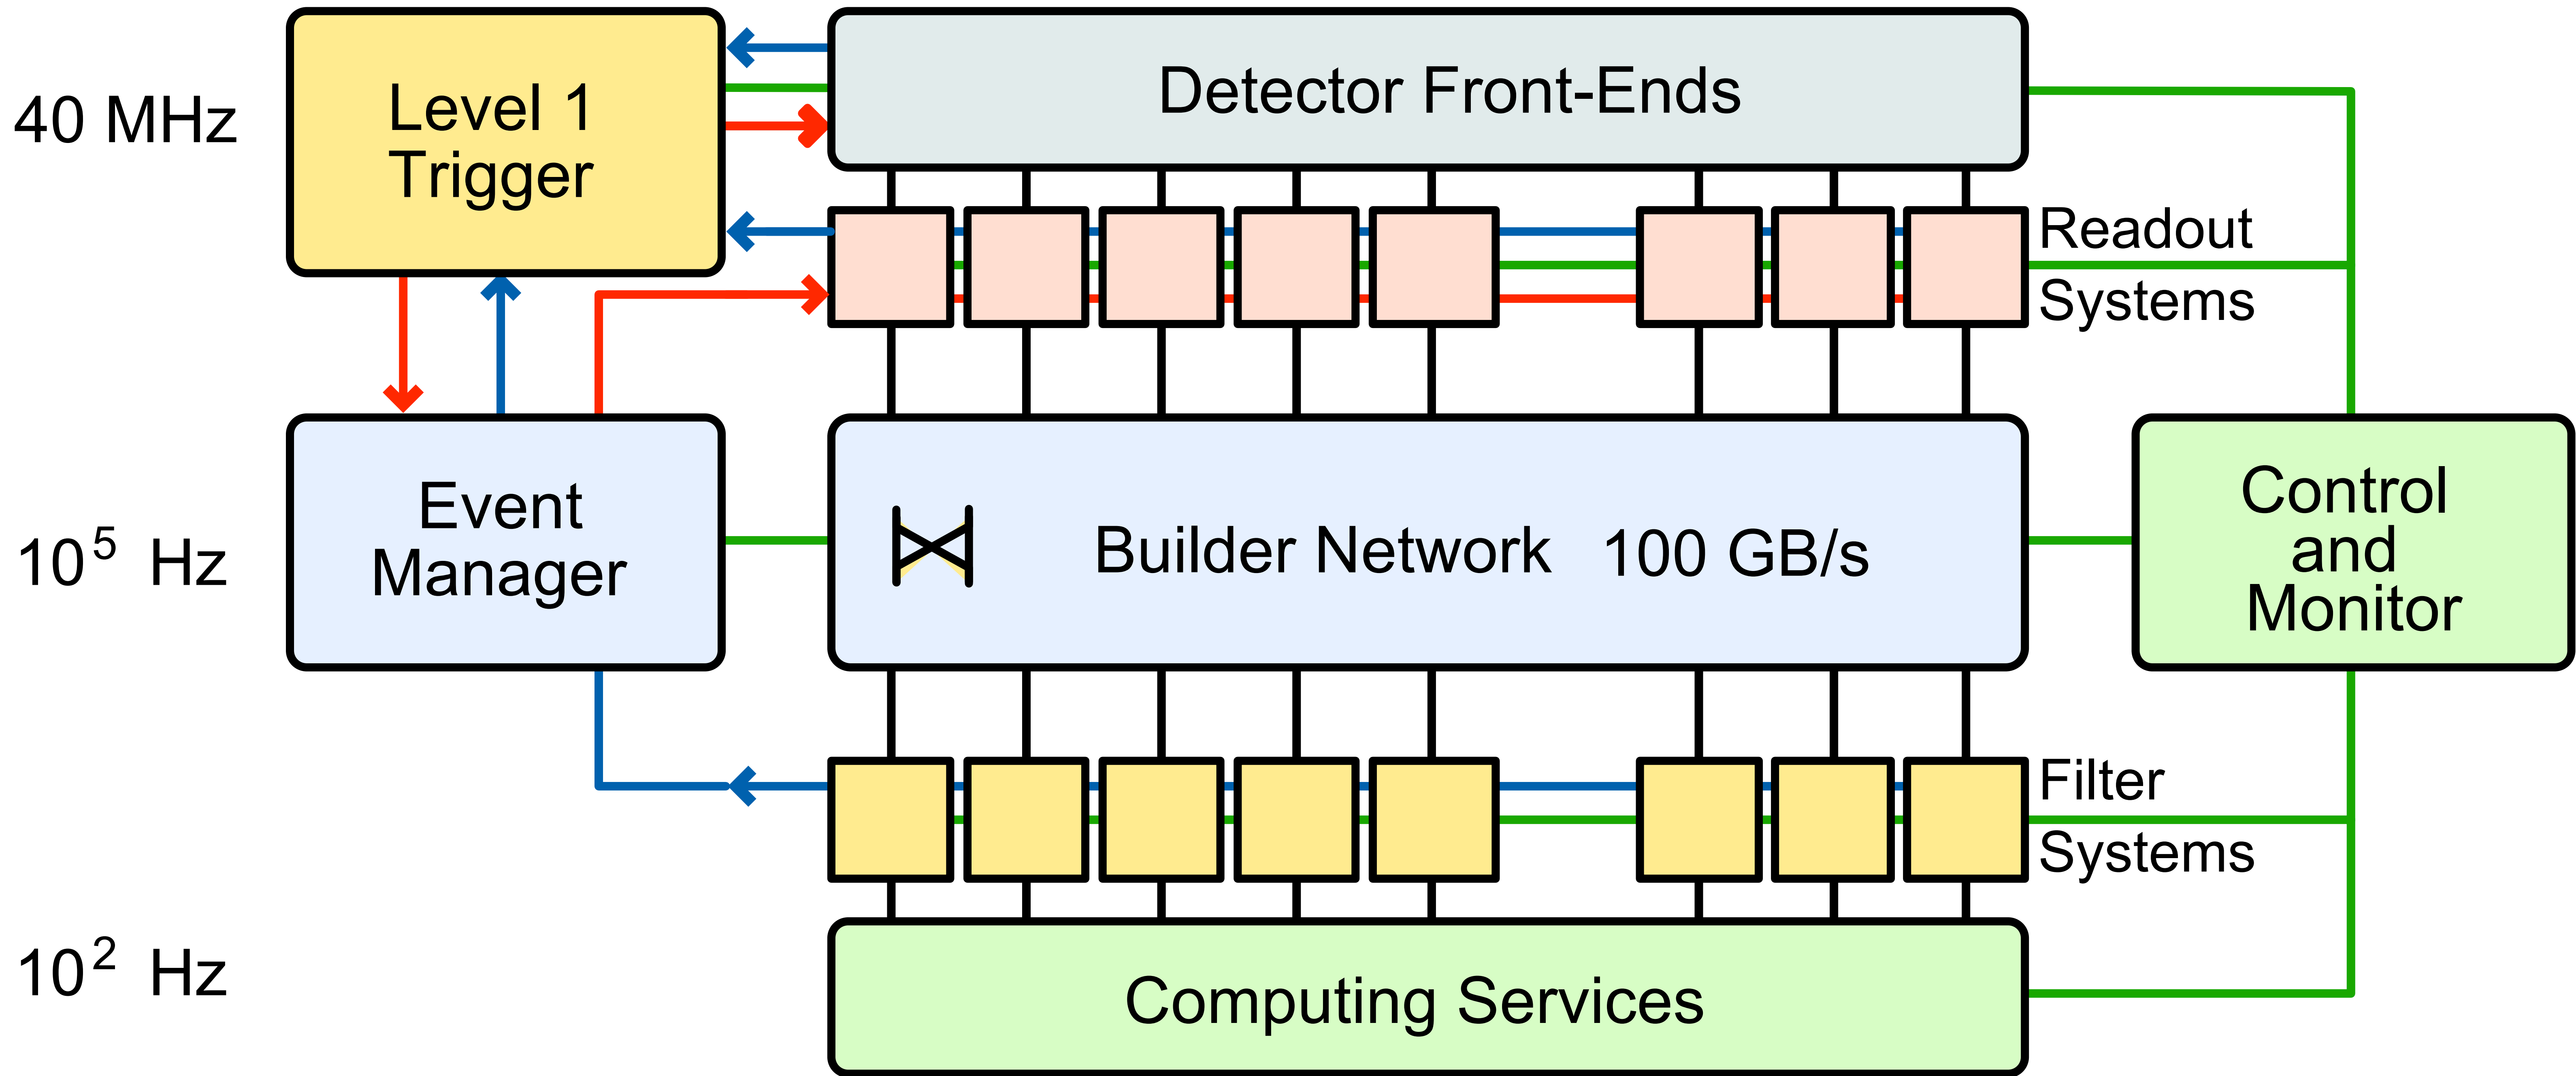 40 MHz
Level 1
Trigger
Detector Front-Ends
Readout
Systems
10⁵ Hz
Event
Manager
Builder Network 100 GB/s
Control
and
Monitor
Filter
Systems
10² Hz
Computing Services